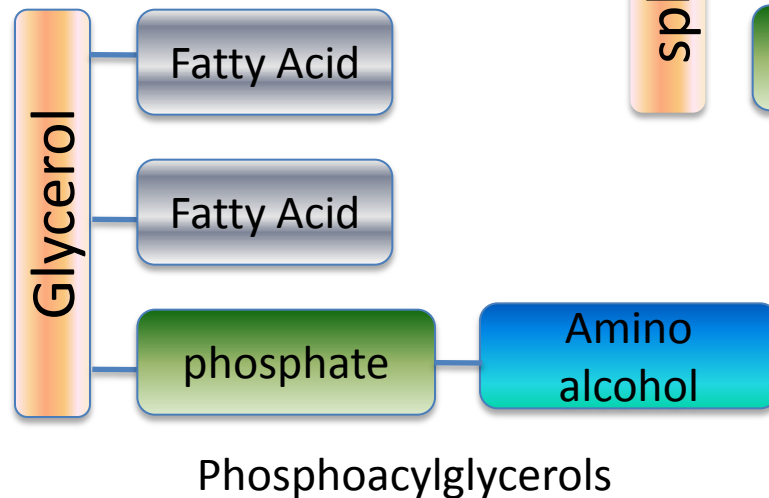 Glycerol
Fatty Acid
Fatty Acid
phosphate
Amino
alcohol
Phosphoacylglycerols